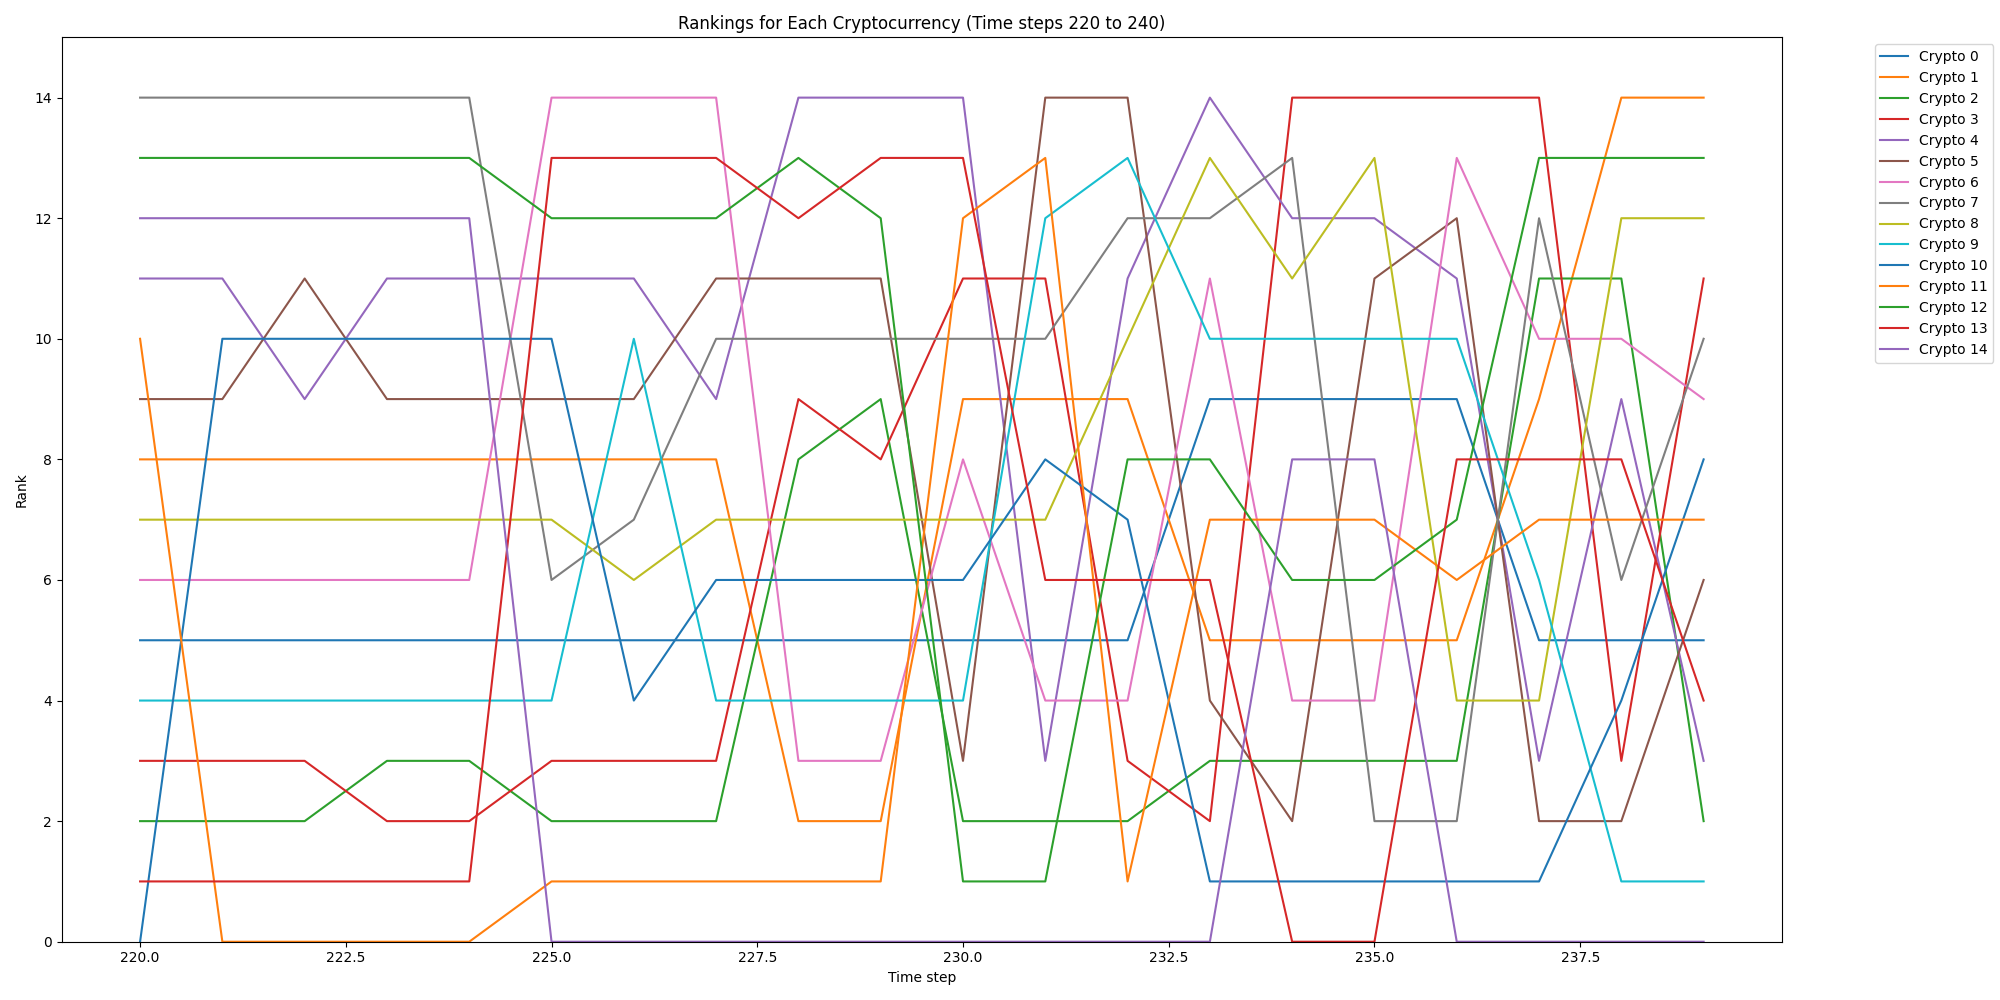 Rankings for Each Cryptocurrency (Time steps 220 to 240)
Rank
14
12
10
8
6
4
2
0
220.0 222.5 225.0 227.5 230.0 232.5 235.0 237.5
Time step
Crypto 0
Crypto 1
Crypto 2
Crypto 3
Crypto 4
Crypto 5
Crypto 6
Crypto 7
Crypto 8
Crypto 9
Crypto 10
Crypto 11
Crypto 12
Crypto 13
Crypto 14